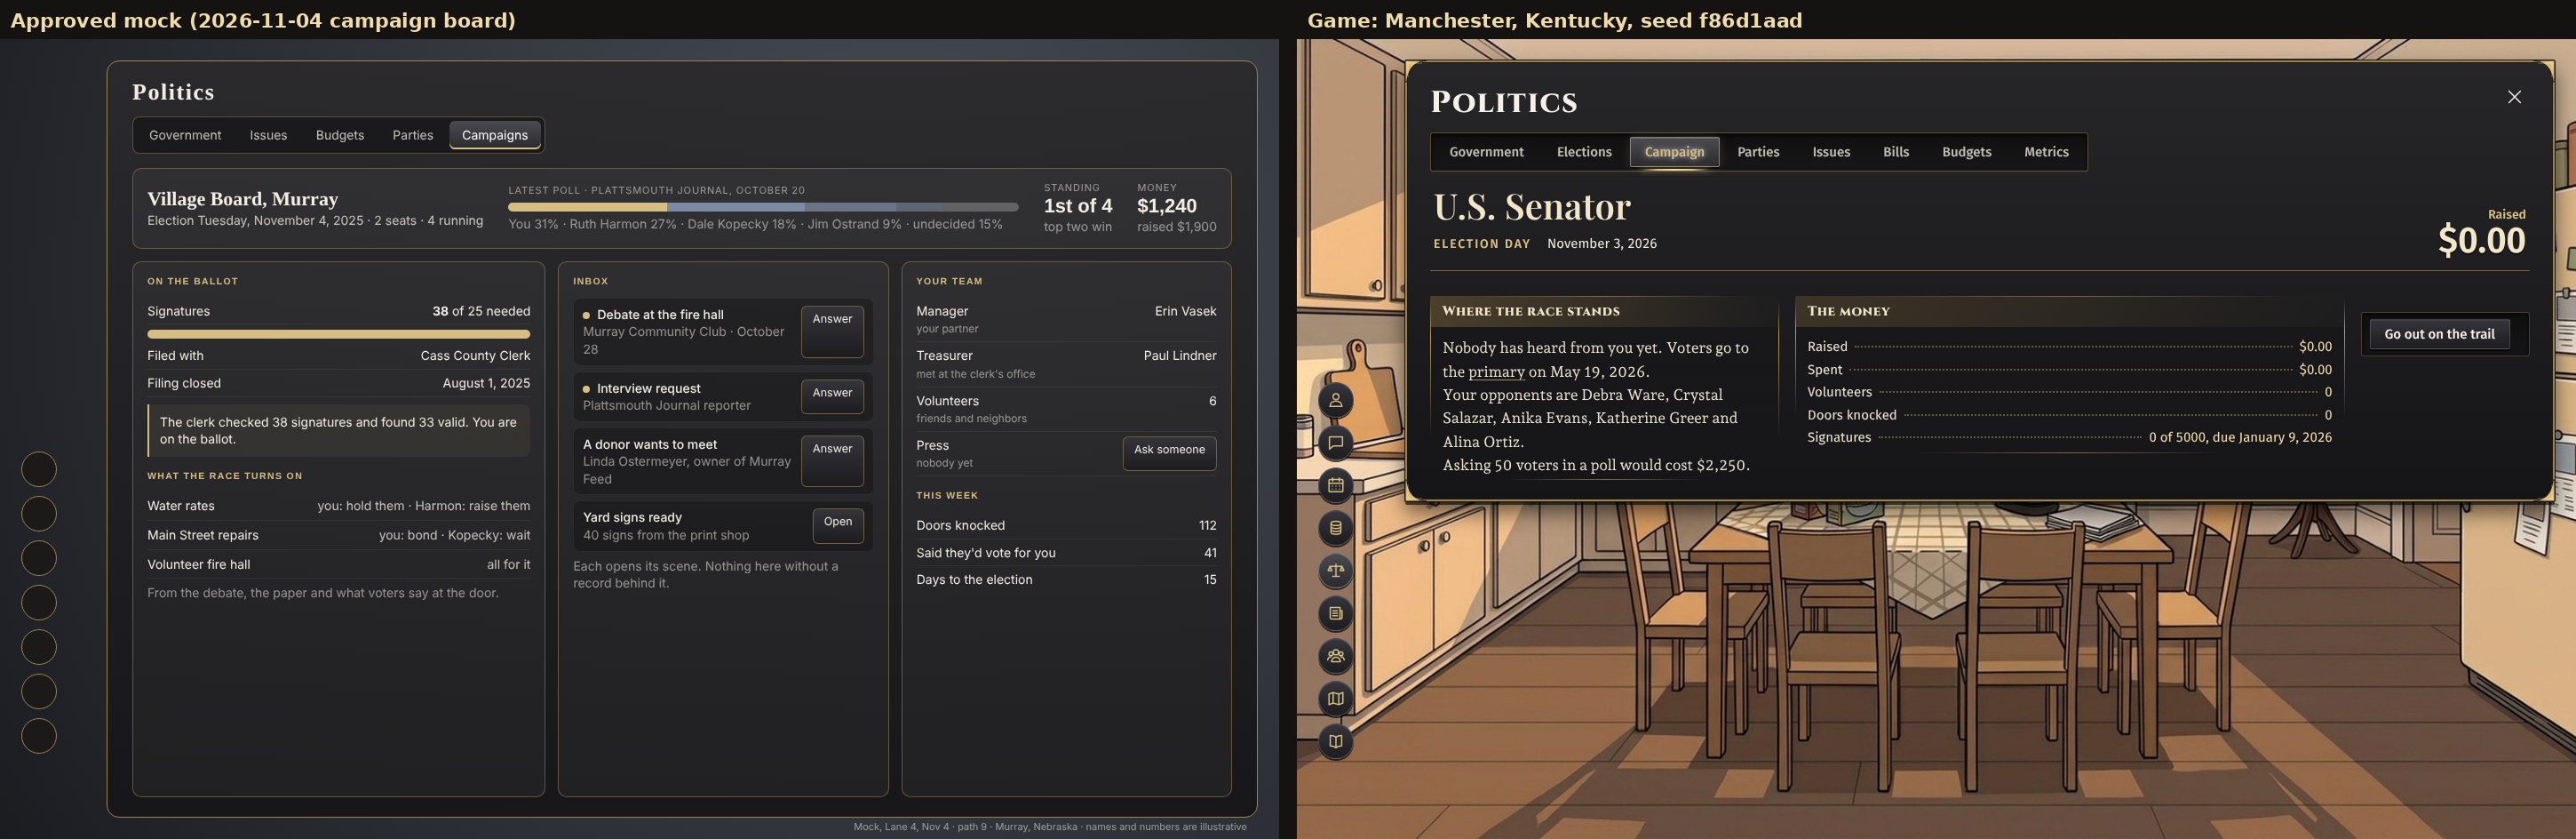 Approved mock (2026-11-04 campaign board)
Politics
Government Issues Budgets Parties Campaigns
Village Board, Murray
Election Tuesday, November 4, 2025 · 2 seats · 4 running
LATEST POLL · PLATTSMOUTH JOURNAL, OCTOBER 20
You 31% · Ruth Harmon 27% · Dale Kopecky 18% · Jim Ostrand 9% · undecided 15%
STANDING
1st of 4
top two win
MONEY
$1,240
raised $1,900
ON THE BALLOT
Signatures 38 of 25 needed
Filed with Cass County Clerk
Filing closed August 1, 2025
The clerk checked 38 signatures and found 33 valid. You are
on the ballot.
WHAT THE RACE TURNS ON
Water rates you: hold them · Harmon: raise them
Main Street repairs you: bond · Kopecky: wait
Volunteer fire hall all for it
From the debate, the paper and what voters say at the door.
INBOX
Debate at the fire hall
Murray Community Club · October
28
Answer
Interview request
Plattsmouth Journal reporter
Answer
A donor wants to meet
Linda Ostermeyer, owner of Murray
Feed
Answer
Yard signs ready
40 signs from the print shop
Open
Each opens its scene. Nothing here without a
record behind it.
YOUR TEAM
Manager Erin Vasek
your partner
Treasurer Paul Lindner
met at the clerk's office
Volunteers 6
friends and neighbors
Press
nobody yet
Ask someone
THIS WEEK
Doors knocked 112
Said they'd vote for you 41
Days to the election 15
Mock, Lane 4, Nov 4 · path 9 · Murray, Nebraska · names and numbers are illustrative
Game: Manchester, Kentucky, seed f86d1aad
Politics
Government Elections Campaign Parties Issues Bills Budgets Metrics
U.S. Senator
ELECTION DAY November 3, 2026
Raised
$0.00
Where the race stands
Nobody has heard from you yet. Voters go to
the primary on May 19, 2026.
Your opponents are Debra Ware, Crystal
Salazar, Anika Evans, Katherine Greer and
Alina Ortiz.
Asking 50 voters in a poll would cost $2,250.
The money
Raised $0.00
Spent $0.00
Volunteers 0
Doors knocked 0
Signatures 0 of 5000, due January 9, 2026
Go out on the trail